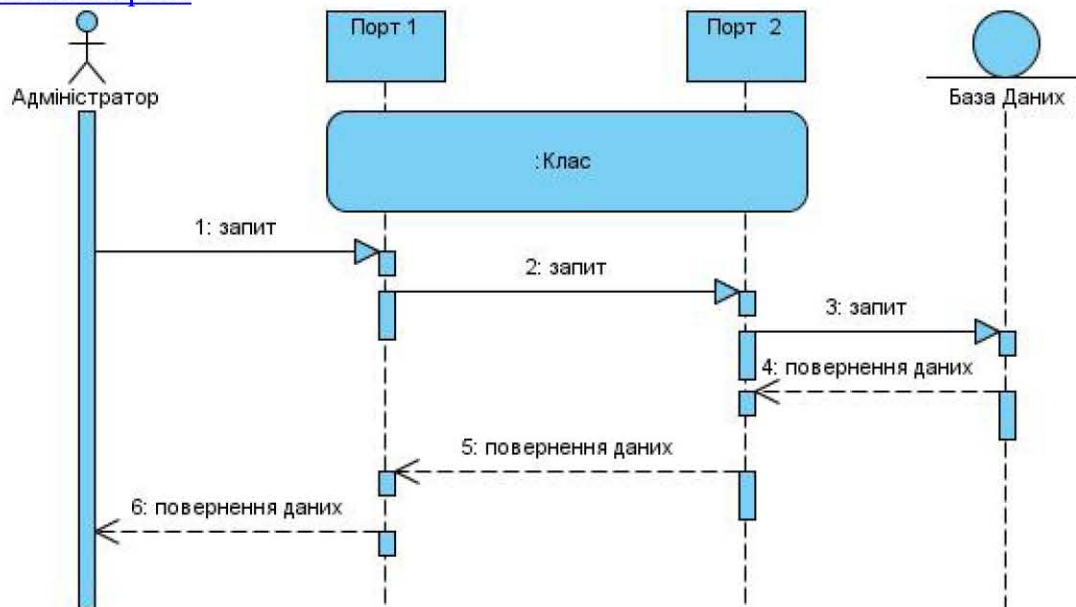 Порт 1
Порт 2
Адміністратор
База Даних
:Клас
1: запит
2: запит
3: запит
4: повернення даних
5: повернення даних
6: повернення даних